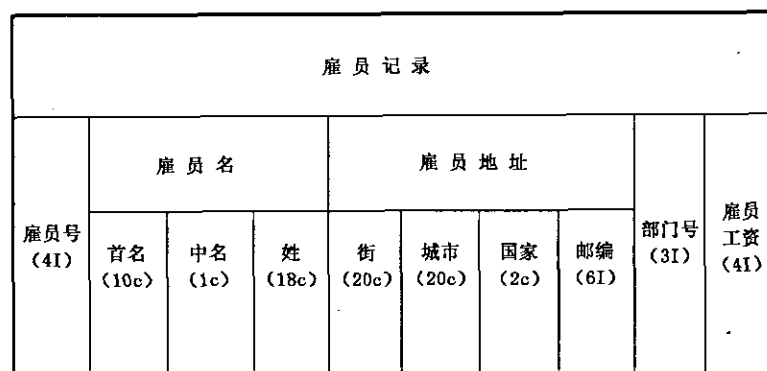 雇员记录
雇员名 雇员地址
雇员号
(4I)
首名
(10c)
中名
(1c)
姓
(18c)
街
(20c)
城市
(20c)
国家
(2c)
邮编
(6I)
部门号
(3I)
雇员
工资
(4I)